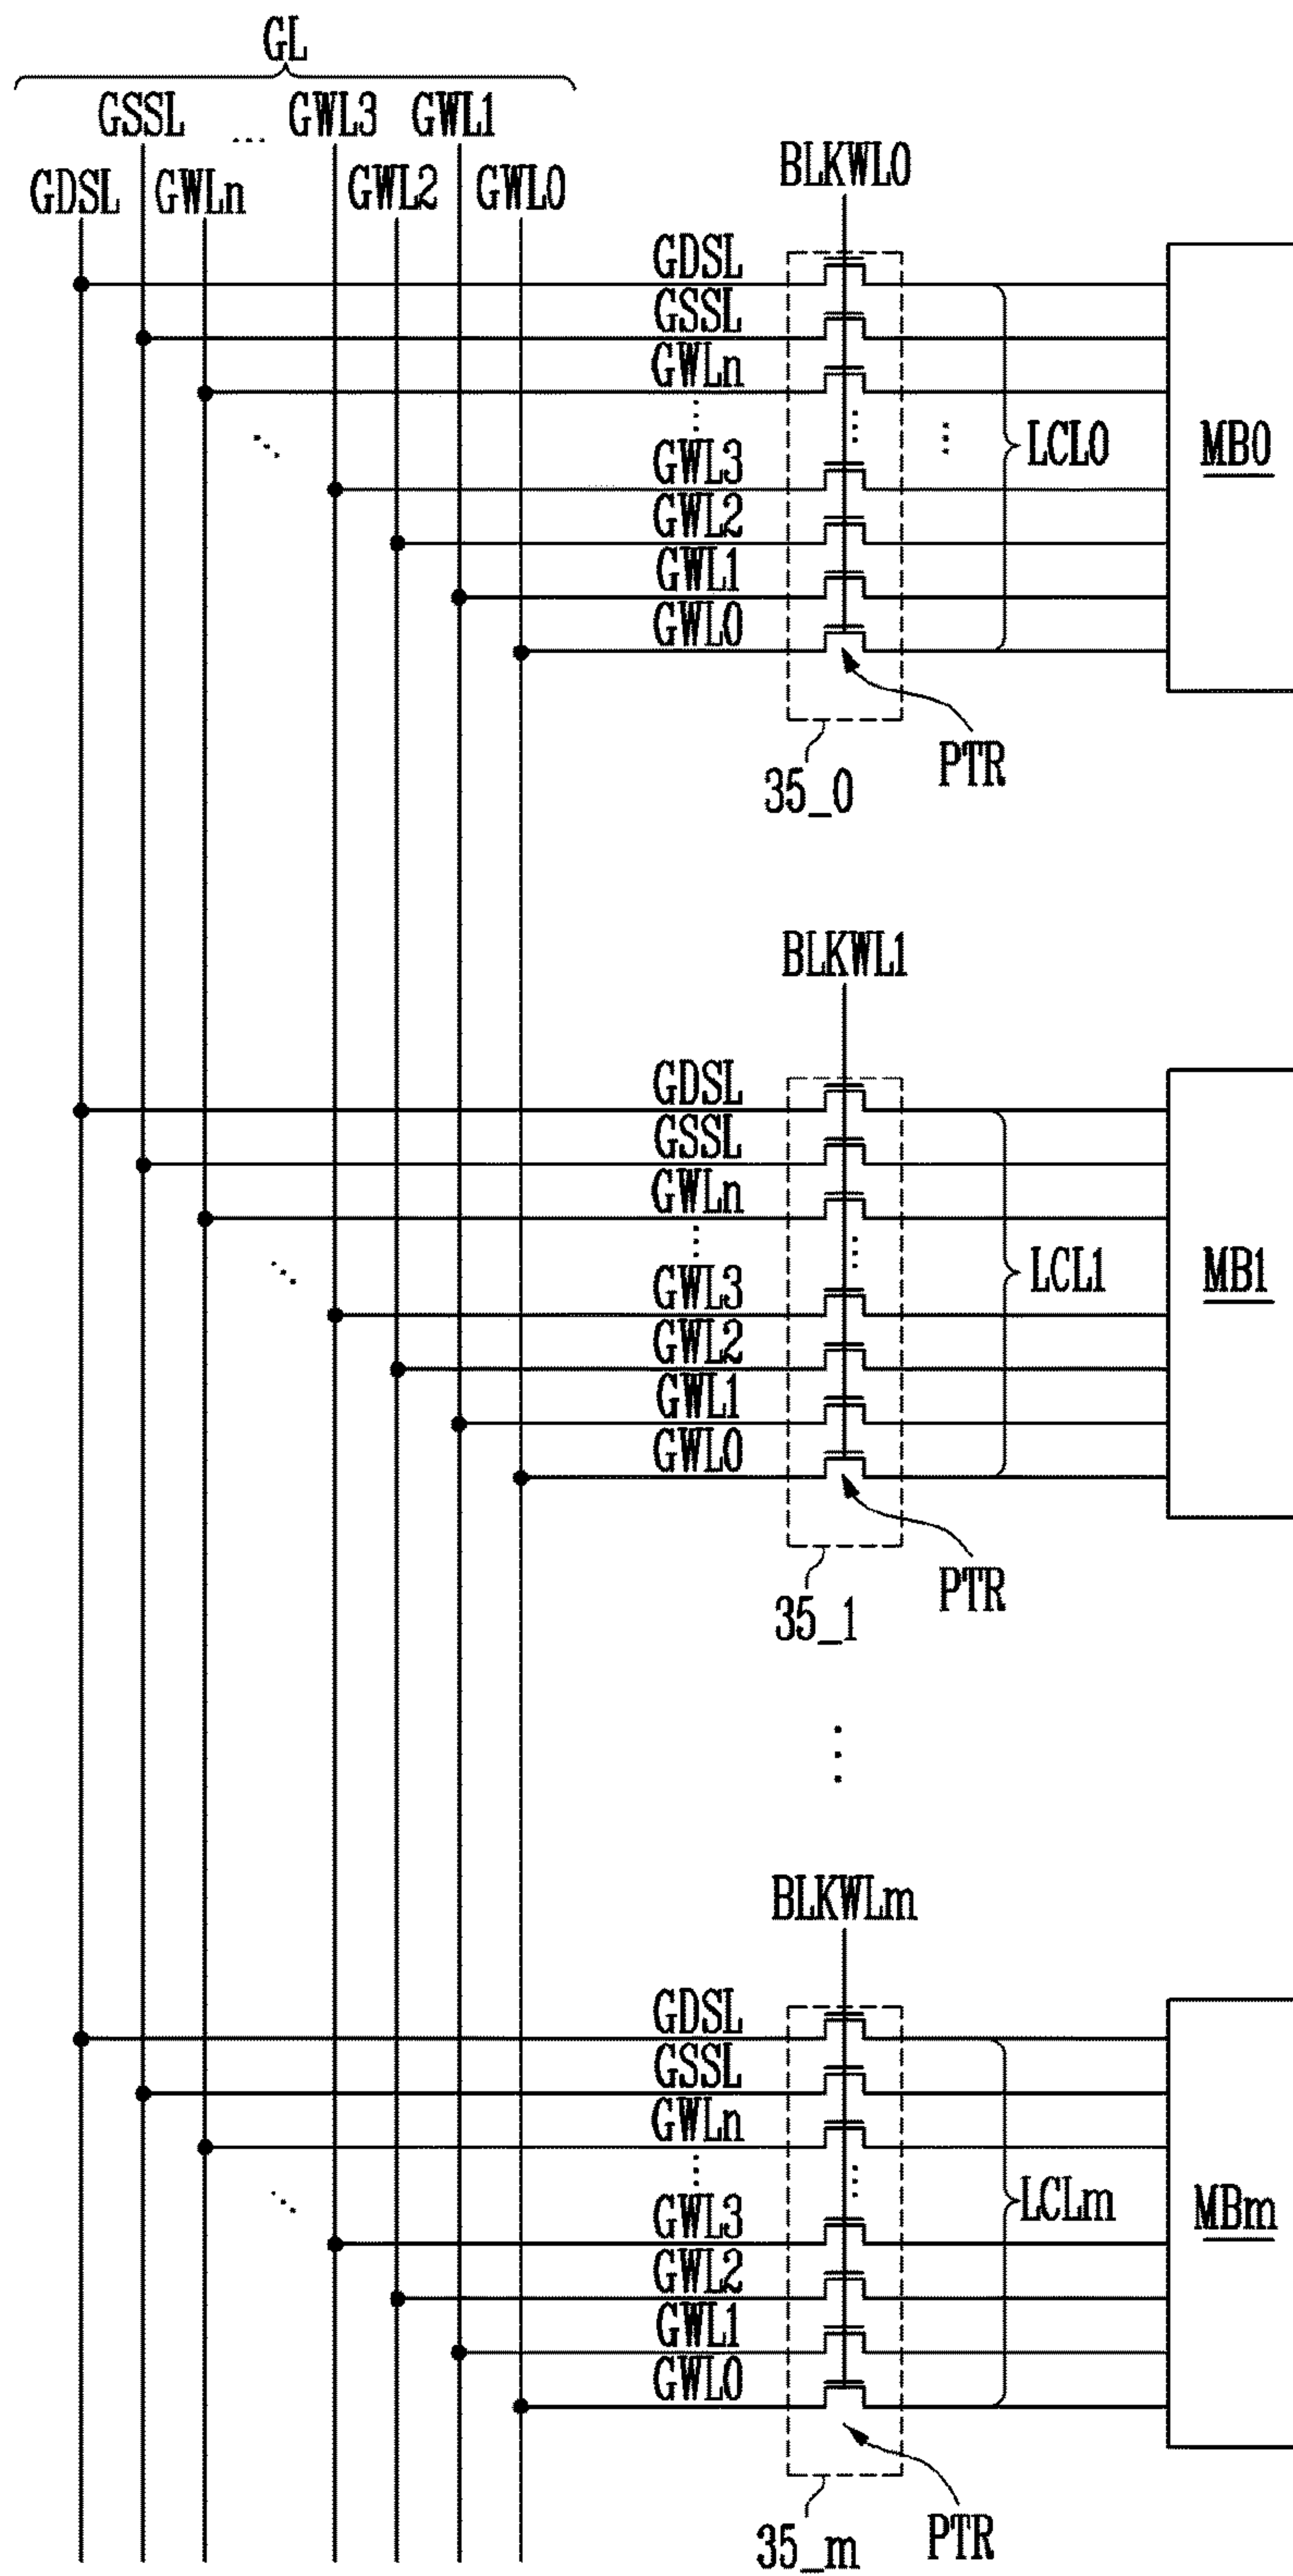 GL
GSSL ... GWL3 GWL1
GDSL GWLn GWL2 GWL0
BLKWL0
GDSL
GSSL
GWLn
GWL3
GWL2
GWL1
GWL0
LCL0
MB0
PTR
35_0
BLKWL1
GDSL
GSSL
GWLn
GWL3
GWL2
GWL1
GWL0
LCL1
MB1
PTR
35_1
BLKWLm
GDSL
GSSL
GWLn
GWL3
GWL2
GWL1
GWL0
LCLm
MBm
PTR
35_m